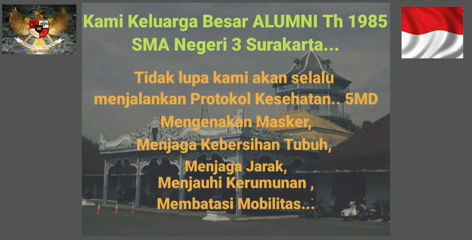 Kami Keluarga Besar ALUMNI Th 1985
SMA Negeri 3 Surakarta...
Tidak lupa kami akan selalu
menjalankan Protokol Kesehatan.. 5MD
Mengenakan Masker,
Menjaga Kebersihan Tubuh,
Menjaga Jarak,
Menjauhi Kerumunan ,
Membatasi Mobilitas...